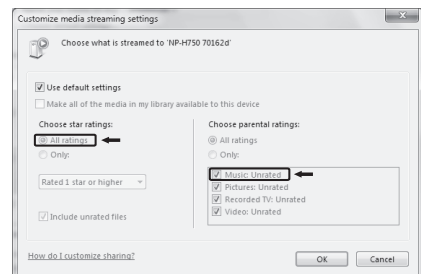 Customize media streaming settings
Choose what is streamed to 'NP-H750 70162d'
Use default settings
Make all of the media in my library available to this device
Choose star ratings:
All ratings
Only:
Rated 1 star or higher
Include unrated files
Choose parental ratings:
All ratings
Only:
Music: Unrated
Pictures: Unrated
Recorded TV: Unrated
Video: Unrated
How do I customize sharing?
OK
Cancel